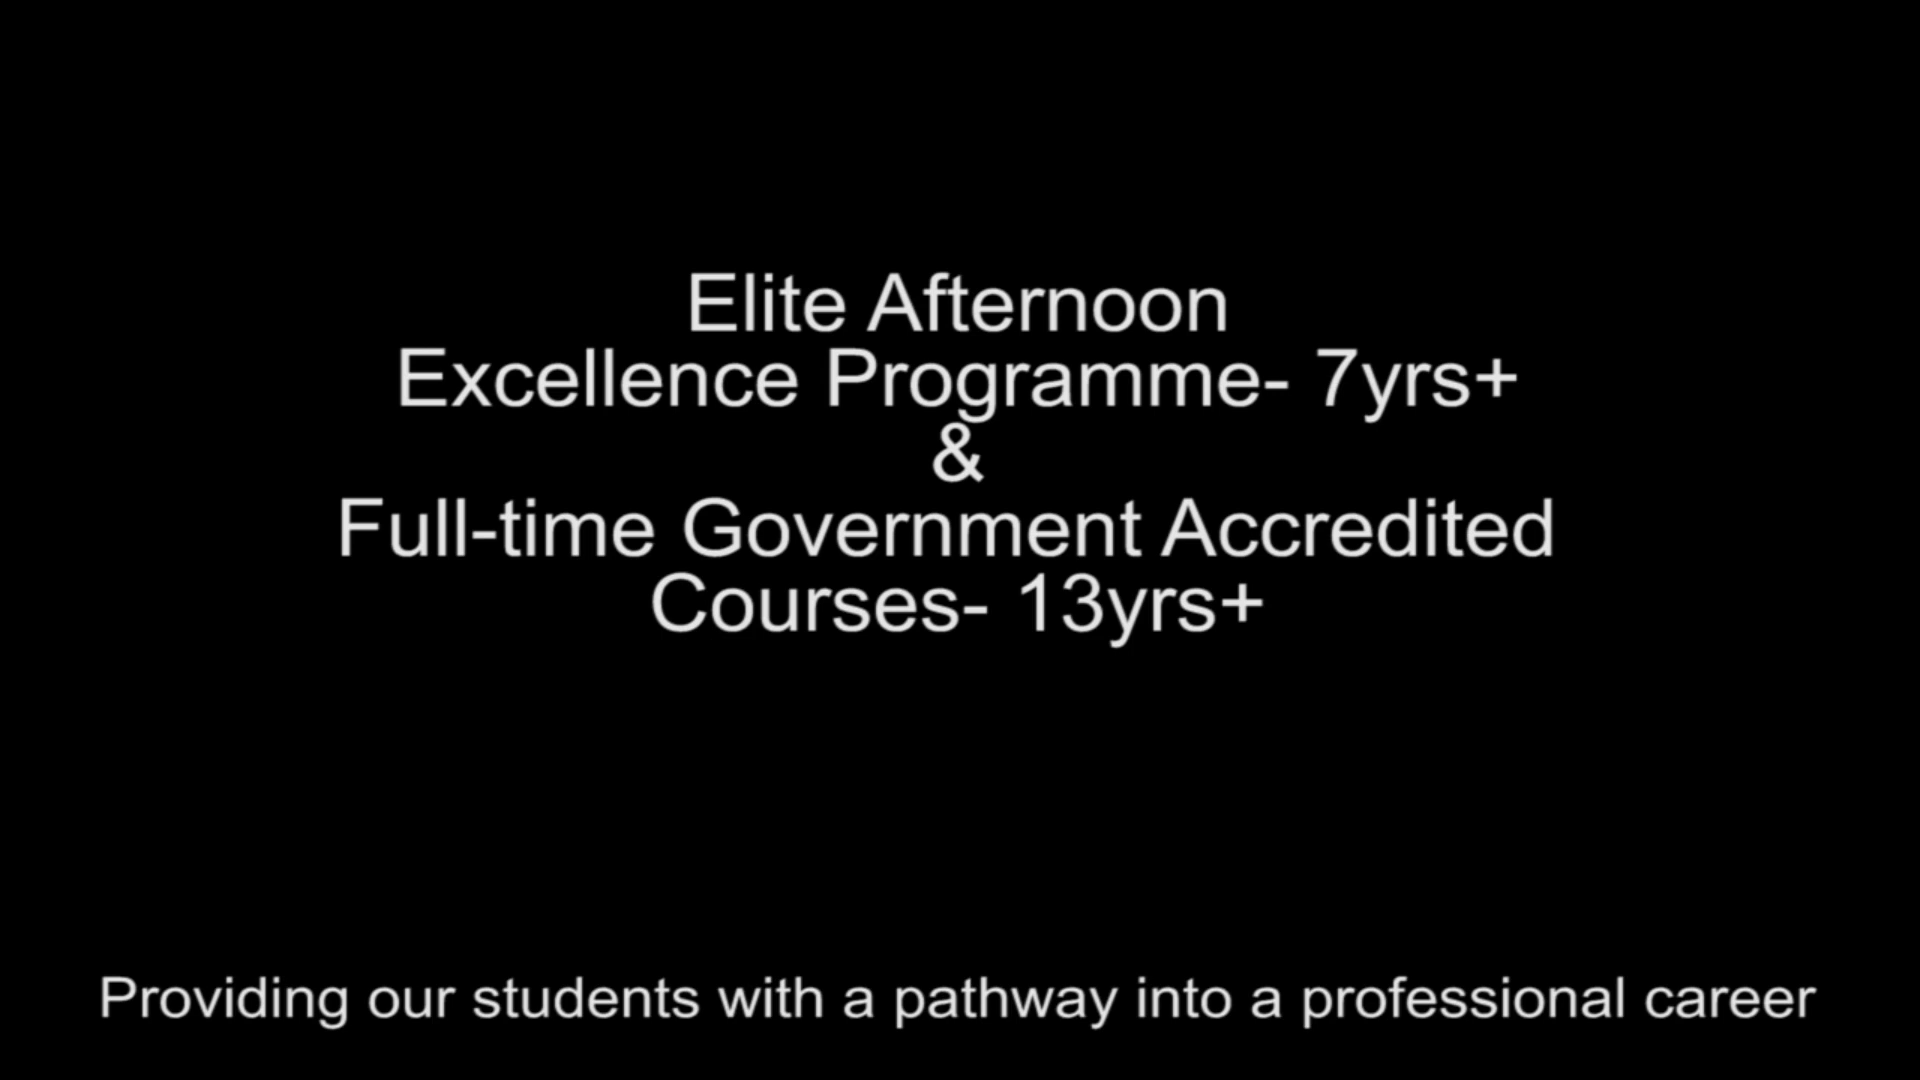 Elite Afternoon
Excellence Programme- 7yrs+
&
Full-time Government Accredited
Courses- 13yrs+
Providing our students with a pathway into a professional career